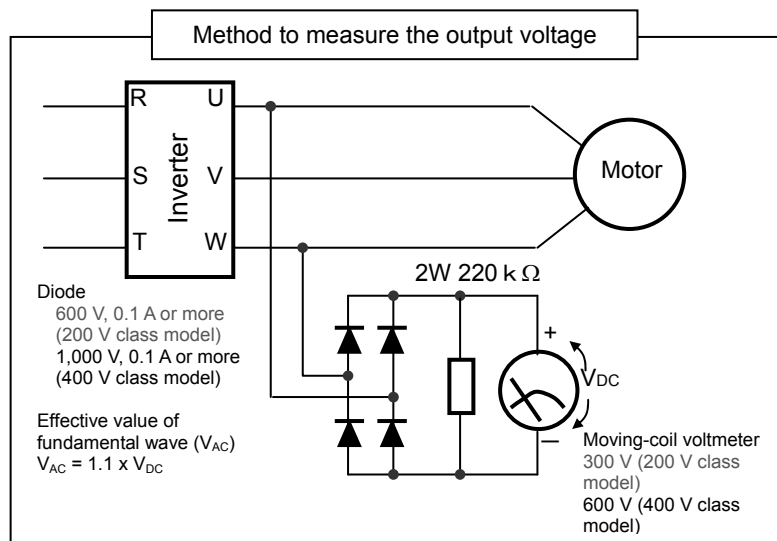 Method to measure the output voltage
R
U
S
V
T
W
Inverter
Motor
2W 220 k Ω
Diode
600 V, 0.1 A or more
(200 V class model)
1,000 V, 0.1 A or more
(400 V class model)
Effective value of
fundamental wave (VAC)
VAC = 1.1 x VDC
+
VDC
−
Moving-coil voltmeter
300 V (200 V class
model)
600 V (400 V class
model)